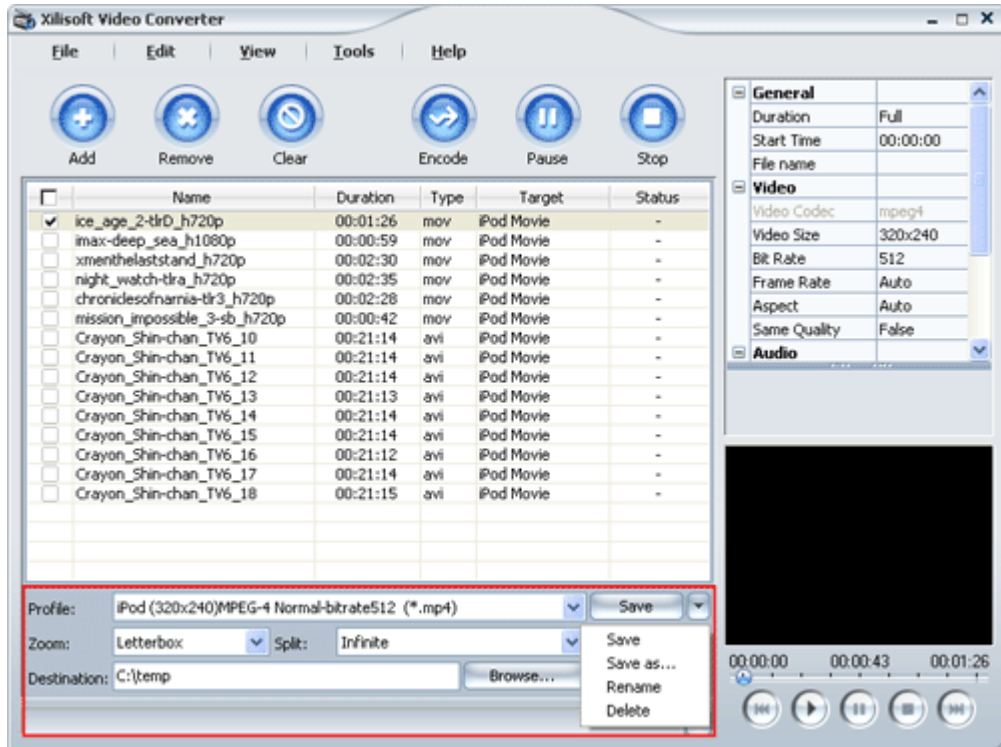 Xilisoft Video Converter
File Edit View Tools Help
Add Remove Clear Encode Pause Stop
Name Duration Type Target Status
ice_age_2-tlrD_h720p 00:01:26 mov iPod Movie -
imax-deep_sea_h1080p 00:00:59 mov iPod Movie -
xmenthelaststand_h720p 00:02:30 mov iPod Movie -
night_watch-tlra_h720p 00:02:35 mov iPod Movie -
chroniclesofnarnia-tlr3_h720p 00:02:28 mov iPod Movie -
mission_impossible_3-sb_h720p 00:00:42 mov iPod Movie -
Crayon_Shin-chan_TV6_10 00:21:14 avi iPod Movie -
Crayon_Shin-chan_TV6_11 00:21:14 avi iPod Movie -
Crayon_Shin-chan_TV6_12 00:21:14 avi iPod Movie -
Crayon_Shin-chan_TV6_13 00:21:13 avi iPod Movie -
Crayon_Shin-chan_TV6_14 00:21:14 avi iPod Movie -
Crayon_Shin-chan_TV6_15 00:21:14 avi iPod Movie -
Crayon_Shin-chan_TV6_16 00:21:12 avi iPod Movie -
Crayon_Shin-chan_TV6_17 00:21:14 avi iPod Movie -
Crayon_Shin-chan_TV6_18 00:21:15 avi iPod Movie -
Profile: iPod (320x240)MPEG-4 Normal-bitrate512 (*.mp4) Save
Zoom: Letterbox Split: Infinite
Destination: C:\temp Browse...
Save
Save as...
Rename
Delete
General
Duration Full
Start Time 00:00:00
File name
Video
Video Codec mpeg4
Video Size 320x240
Bit Rate 512
Frame Rate Auto
Aspect Auto
Same Quality False
Audio
00:00:00 00:00:43 00:01:26